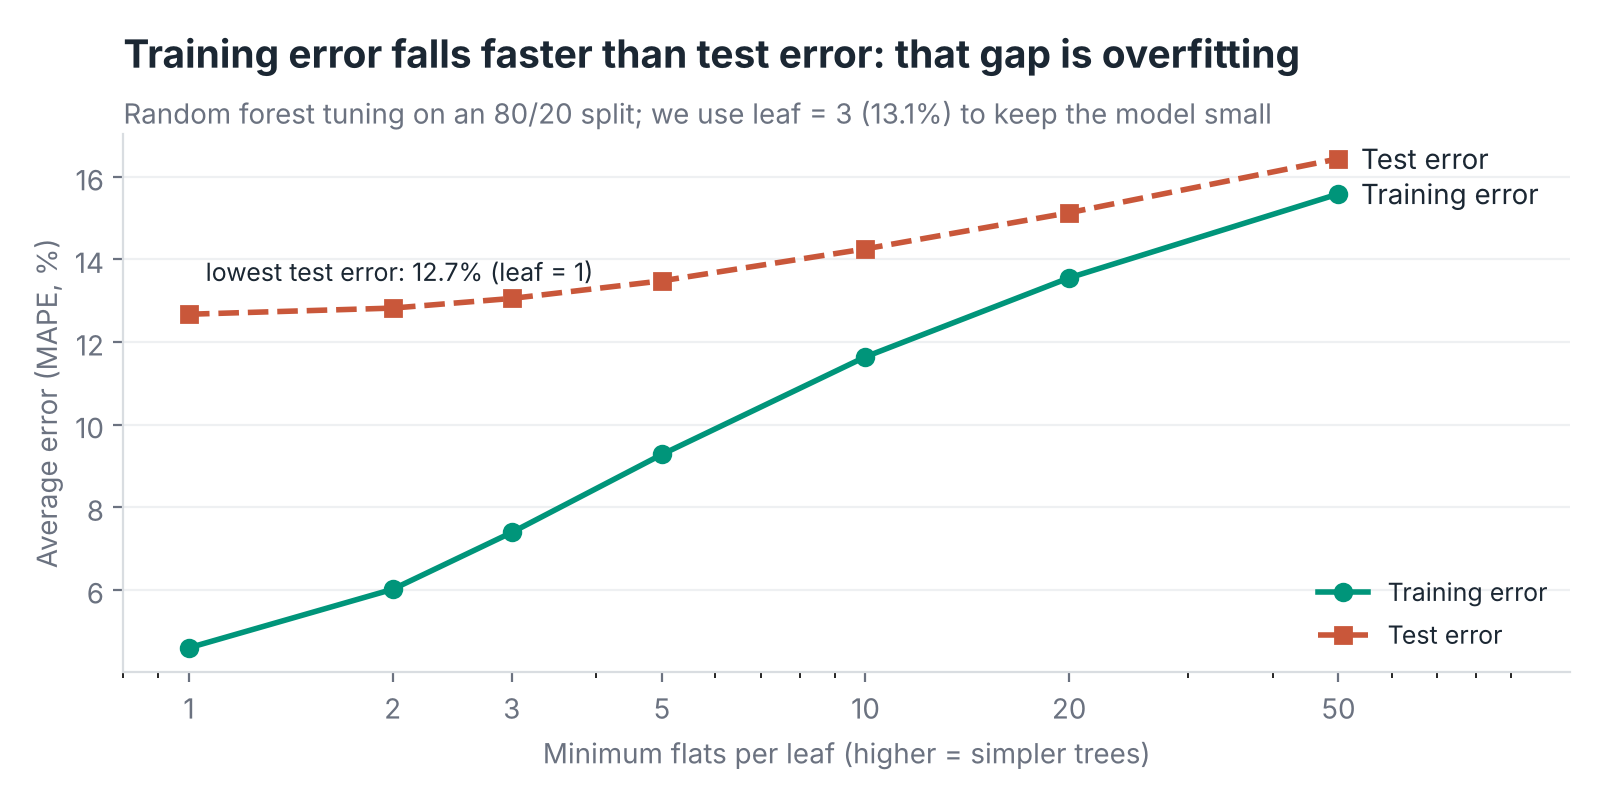 Training error falls faster than test error: that gap is overfitting
Random forest tuning on an 80/20 split; we use leaf = 3 (13.1%) to keep the model small
Average error (MAPE, %)
16
14
12
10
8
6
lowest test error: 12.7% (leaf = 1)
Test error
Training error
Training error
Test error
1 2 3 5 10 20 50
Minimum flats per leaf (higher = simpler trees)